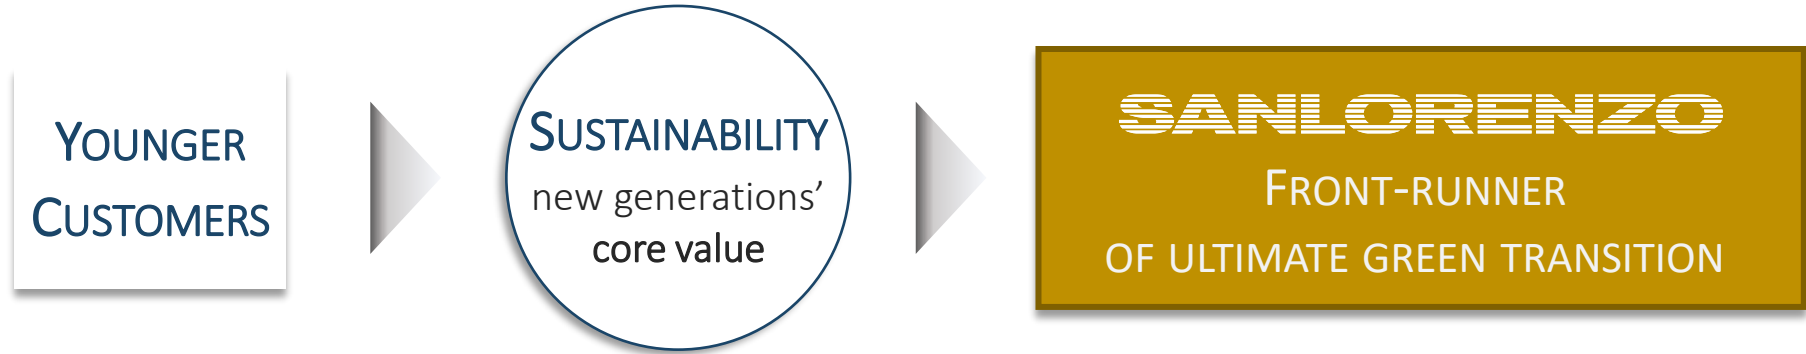 YOUNGER
CUSTOMERS
SUSTAINABILITY
new generations’
core value
SANLORENZO
FRONT-RUNNER
OF ULTIMATE GREEN TRANSITION